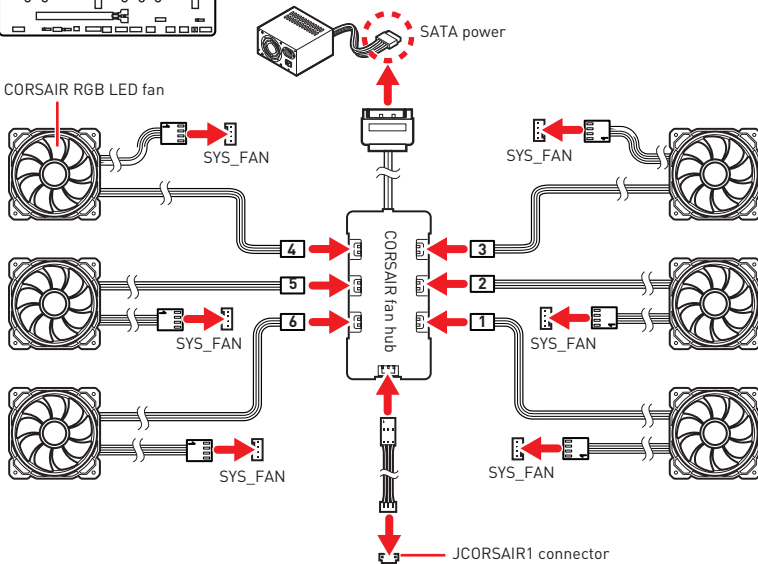 SATA power
CORSAIR RGB LED fan
SYS_FAN
SYS_FAN
4
3
CORSAIR fan hub
5
2
6
1
SYS_FAN
SYS_FAN
SYS_FAN
SYS_FAN
JCORSAIR1 connector